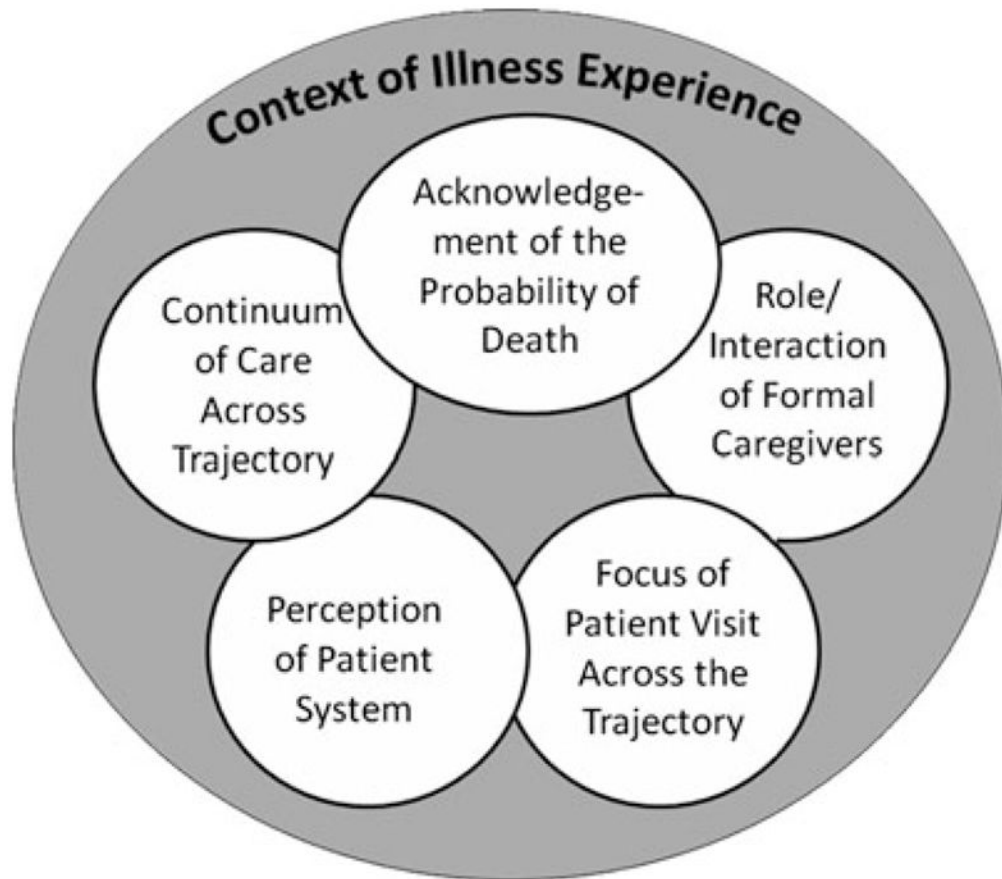 Context of Illness Experience
Acknowledge-
ment of the
Probability of
Death
Continuum
of Care
Across
Trajectory
Role/
Interaction
of Formal
Caregivers
Perception
of Patient
System
Focus of
Patient Visit
Across the
Trajectory